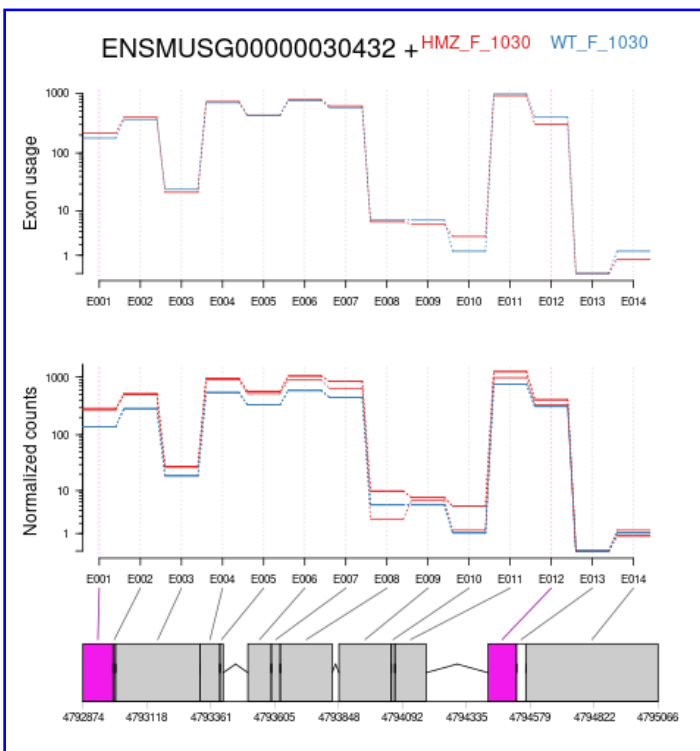 ENSMUSG00000030432 + HMZ_F_1030 WT_F_1030
Exon usage
1000
100
10
1
E001 E002 E003 E004 E005 E006 E007 E008 E009 E010 E011 E012 E013 E014
Normalized counts
1000
100
10
1
E001 E002 E003 E004 E005 E006 E007 E008 E009 E010 E011 E012 E013 E014
4792874 4793118 4793361 4793605 4793848 4794092 4794335 4794579 4794822 4795066